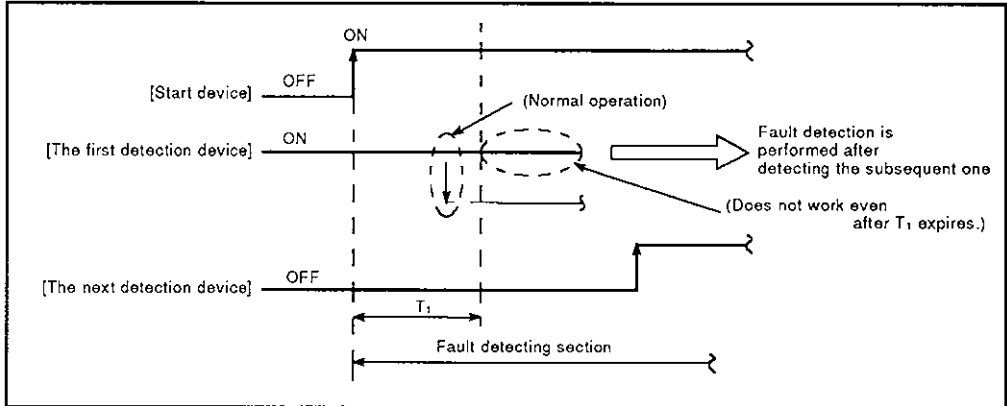 ON
OFF
[Start device]
(Normal operation)
ON
[The first detection device]
Fault detection is
performed after
detecting the subsequent one
(Does not work even
after T₁ expires.)
OFF
[The next detection device]
T₁
Fault detecting section